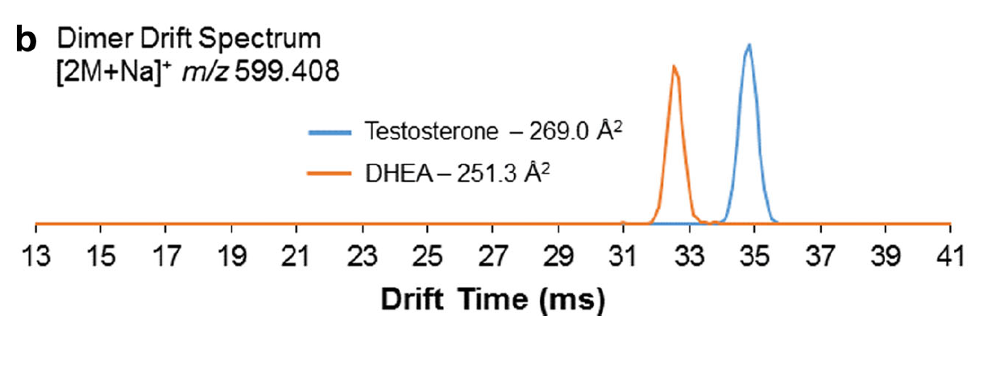 b Dimer Drift Spectrum
[2M+Na]⁺ m/z 599.408
Testosterone – 269.0 Å²
DHEA – 251.3 Å²
13 15 17 19 21 23 25 27 29 31 33 35 37 39 41
Drift Time (ms)